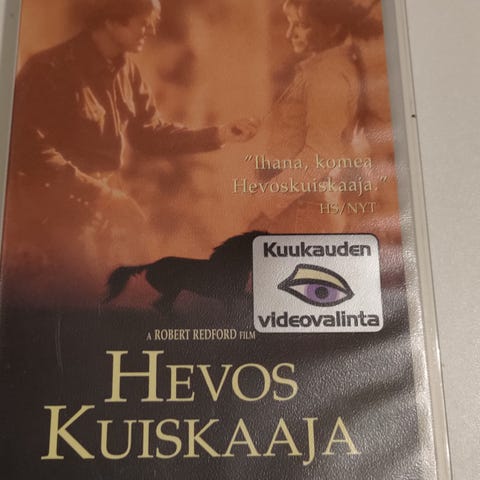 "Ihana, komea
Hevoskuiskaaja."
HS/NYT
Kuukauden
videovalinta
A ROBERT REDFORD FILM
HEVOS
KUISKAAJA